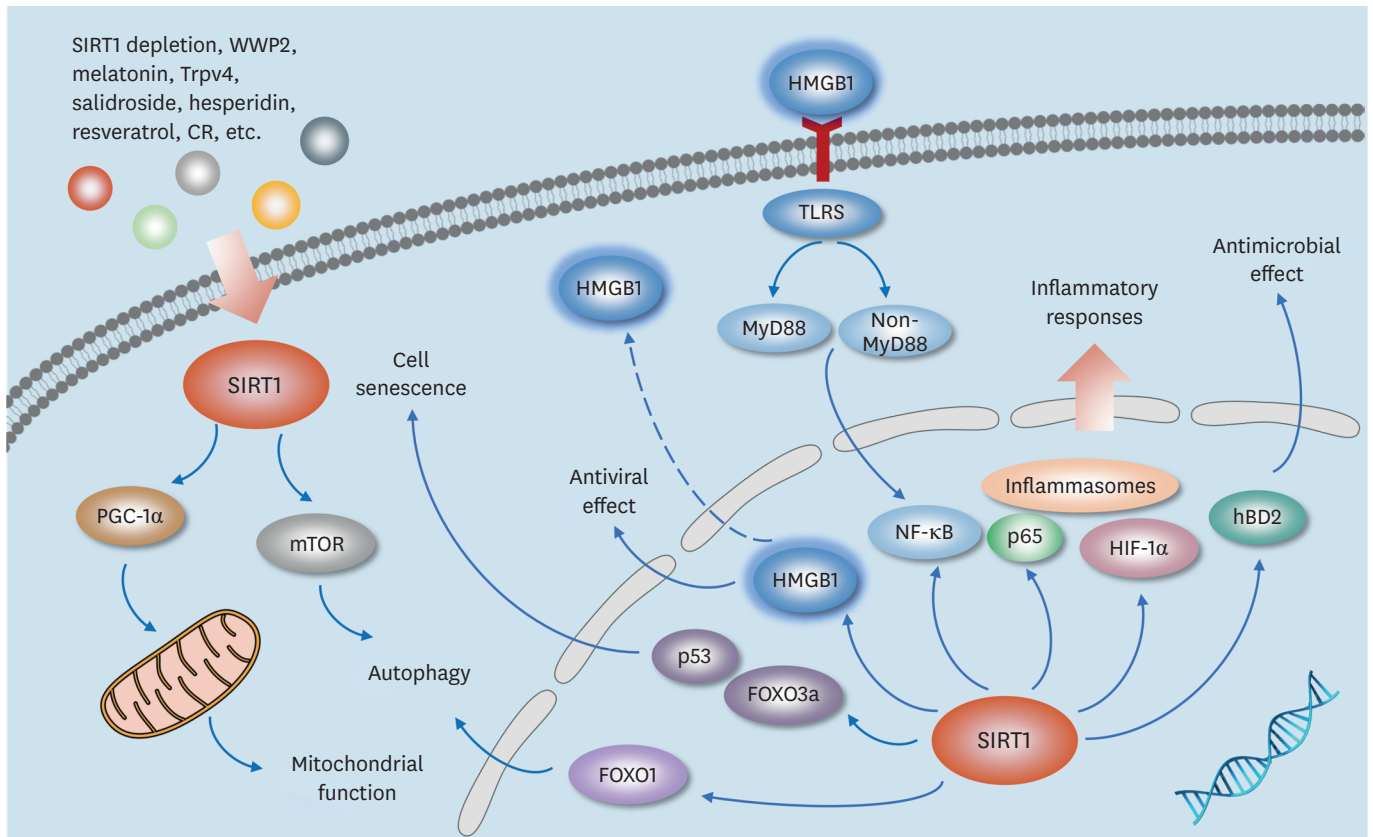 SIRT1 depletion, WWP2,
melatonin, Trpv4,
salidroside, hesperidin,
resveratrol, CR, etc.
HMGB1
TLRS
MyD88
Non-
MyD88
HMGB1
Antimicrobial
effect
Inflammatory
responses
SIRT1
Cell
senescence
PGC-1α
mTOR
Antiviral
effect
Inflammasomes
NF-κB
p65
HIF-1α
hBD2
HMGB1
p53
FOXO3a
Autophagy
SIRT1
FOXO1
Mitochondrial
function